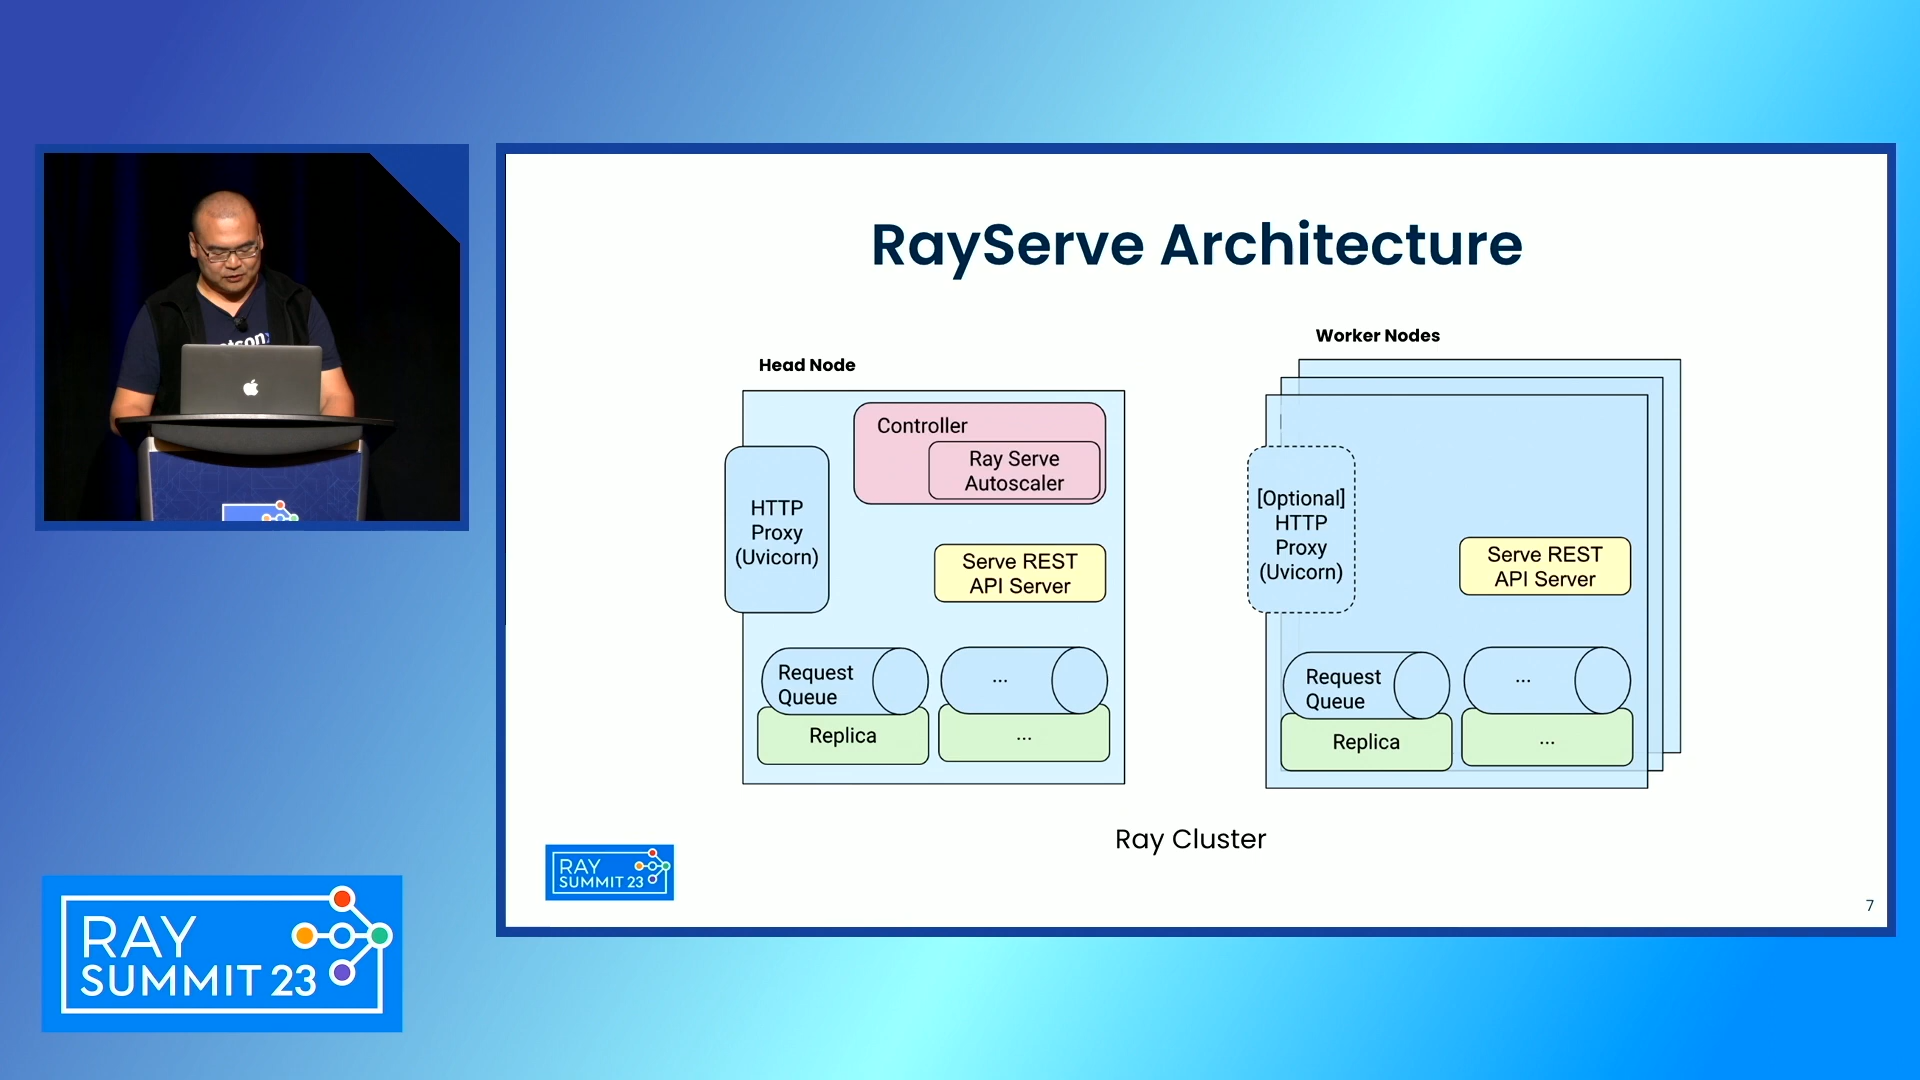 RayServe Architecture
Head Node
Controller
Ray Serve
Autoscaler
HTTP
Proxy
(Uvicorn)
Serve REST
API Server
Request
Queue
...
Replica
...
Worker Nodes
[Optional]
HTTP
Proxy
(Uvicorn)
Serve REST
API Server
Request
Queue
...
Replica
...
Ray Cluster
RAY
SUMMIT 23
7
RAY
SUMMIT 23